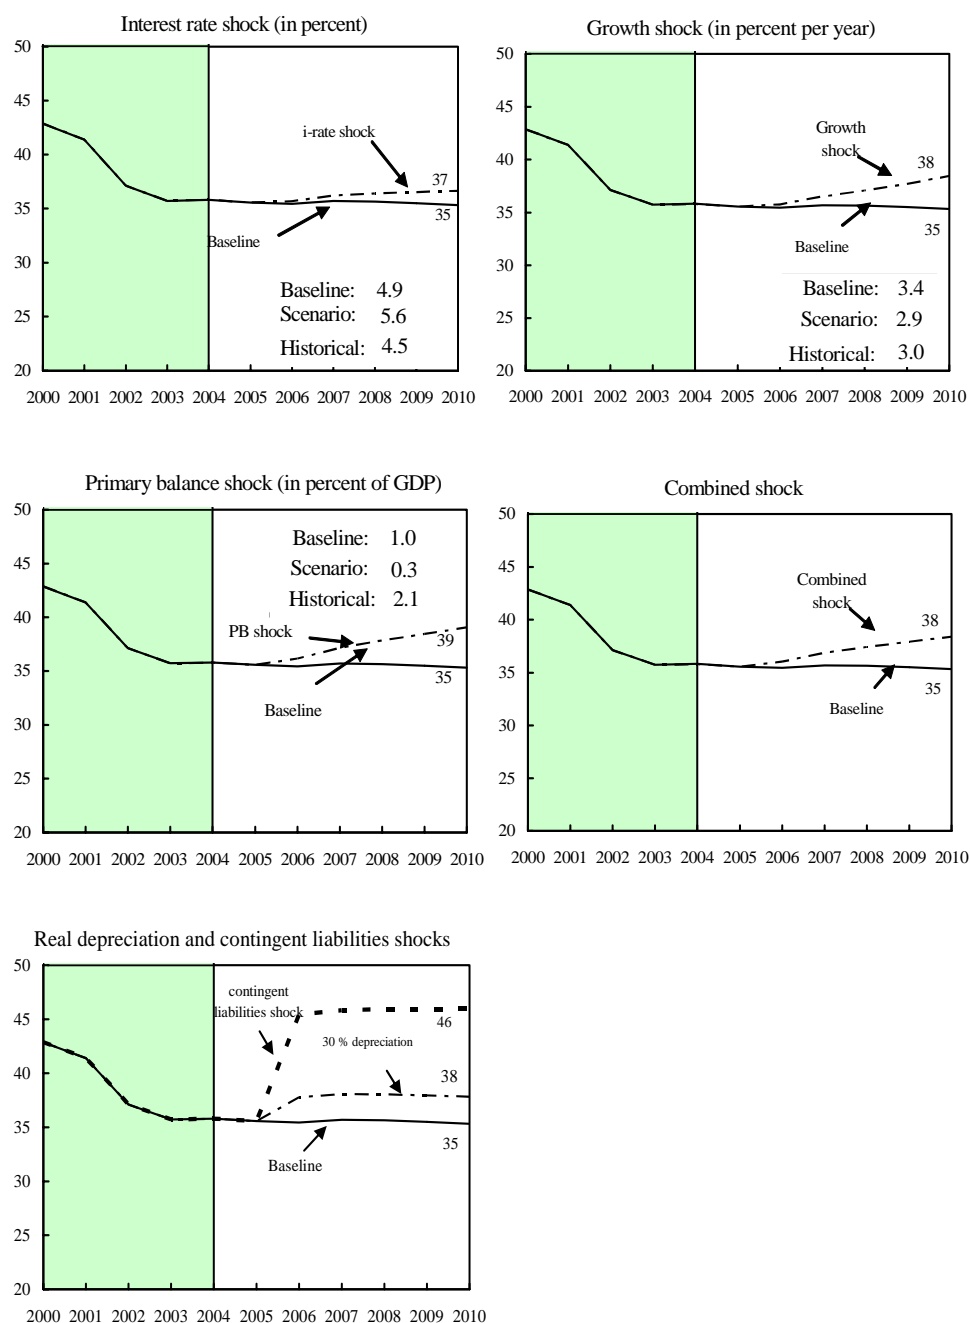 Interest rate shock (in percent)
50
45
40
35
30
25
20
i-rate shock
37
35
Baseline
Baseline: 4.9
Scenario: 5.6
Historical: 4.5
2000 2001 2002 2003 2004 2005 2006 2007 2008 2009 2010
Growth shock (in percent per year)
50
45
40
35
30
25
20
Growth
shock
38
35
Baseline
Baseline: 3.4
Scenario: 2.9
Historical: 3.0
2000 2001 2002 2003 2004 2005 2006 2007 2008 2009 2010
Primary balance shock (in percent of GDP)
50
45
40
35
30
25
20
Baseline: 1.0
Scenario: 0.3
Historical: 2.1
PB shock
39
35
Baseline
2000 2001 2002 2003 2004 2005 2006 2007 2008 2009 2010
Combined shock
50
45
40
35
30
25
20
Combined
shock
38
35
Baseline
2000 2001 2002 2003 2004 2005 2006 2007 2008 2009 2010
Real depreciation and contingent liabilities shocks
50
45
40
35
30
25
20
contingent
liabilities shock
46
30 % depreciation
38
35
Baseline
2000 2001 2002 2003 2004 2005 2006 2007 2008 2009 2010